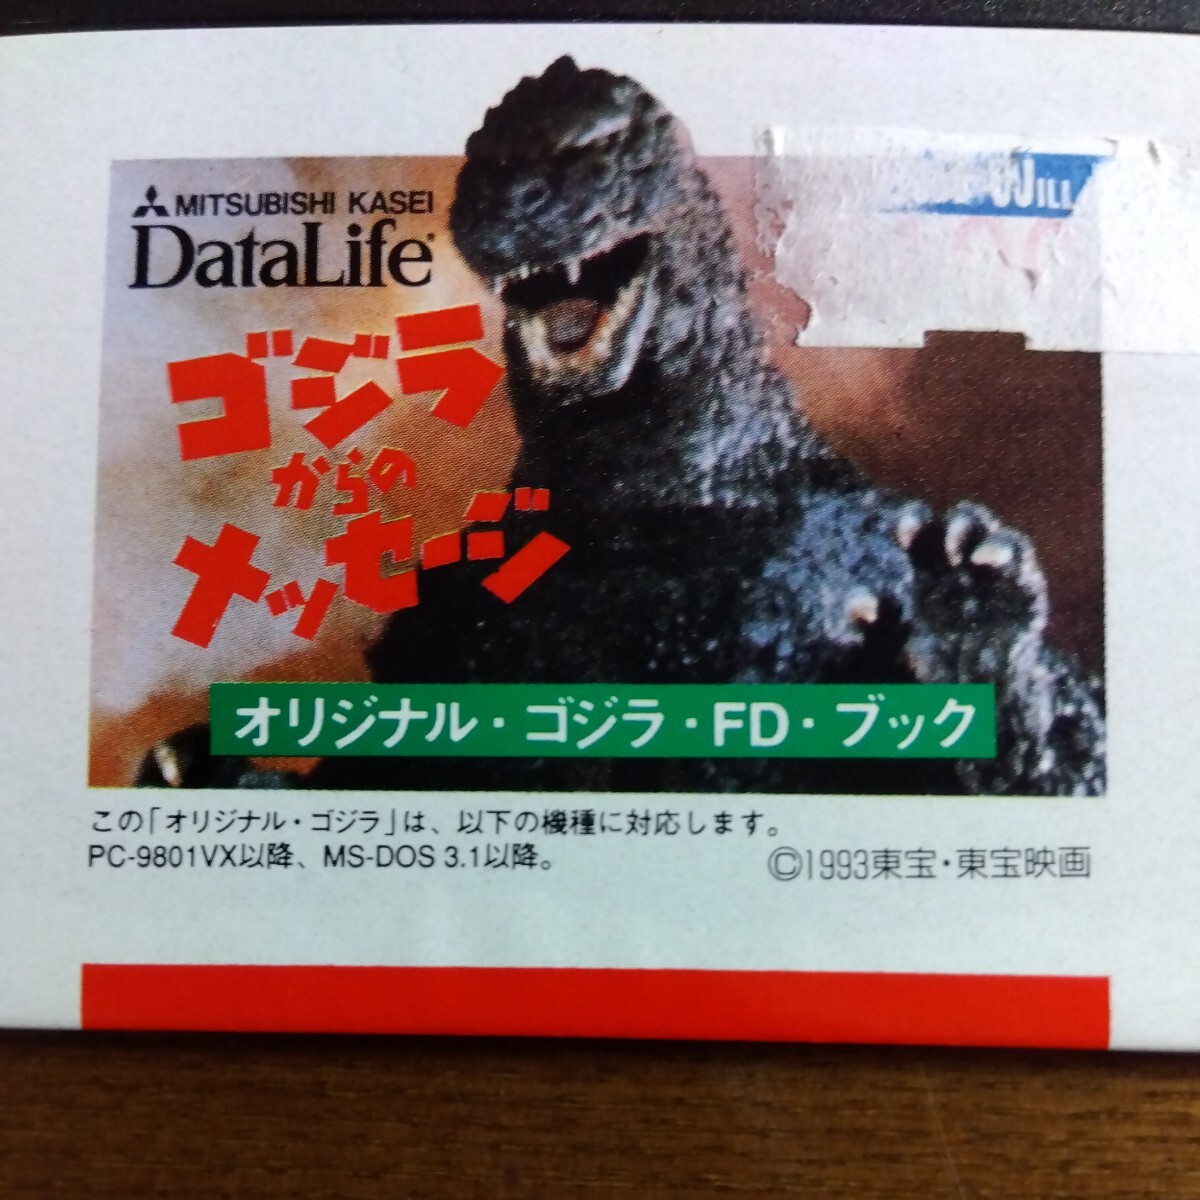 MITSUBISHI KASEI
DataLife
ゴジラ
からの
メッセージ
オリジナル・ゴジラ・FD・ブック
この「オリジナル・ゴジラ」は、以下の機種に対応します。
PC-9801VX以降、MS-DOS 3.1以降。
©1993東宝・東宝映画